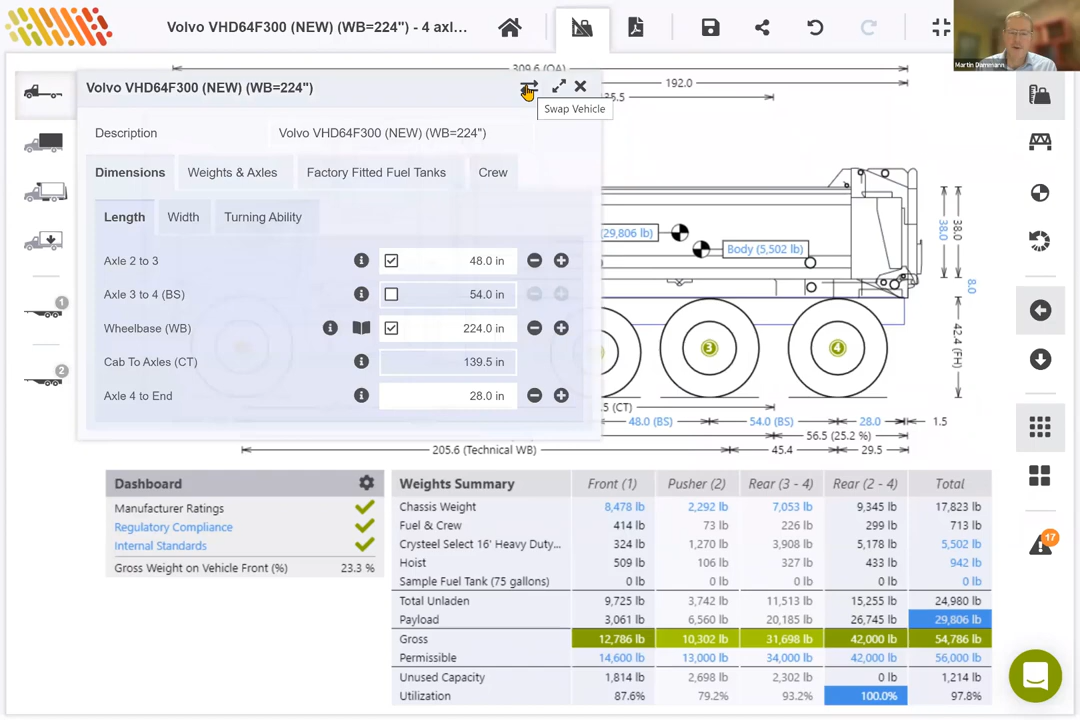 Volvo VHD64F300 (NEW) (WB=224") - 4 axl...
Martin Dammann
309.6 (OA)
192.0
35.5
Volvo VHD64F300 (NEW) (WB=224")
Swap Vehicle
Description Volvo VHD64F300 (NEW) (WB=224")
Dimensions Weights & Axles Factory Fitted Fuel Tanks Crew
Length Width Turning Ability
Axle 2 to 3 48.0 in
Axle 3 to 4 (BS) 54.0 in
Wheelbase (WB) 224.0 in
Cab To Axles (CT) 139.5 in
Axle 4 to End 28.0 in
(29,806 lb)
Body (5,502 lb)
38.0 38.0
8.0
42.4 (FH)
3 4
1
2
.5 (CT)
48.0 (BS) 54.0 (BS) 28.0 1.5
56.5 (25.2 %)
205.6 (Technical WB) 45.4 29.5
17
Dashboard
Manufacturer Ratings
Regulatory Compliance
Internal Standards
Gross Weight on Vehicle Front (%) 23.3 %
Weights Summary Front (1) Pusher (2) Rear (3 - 4) Rear (2 - 4) Total
Chassis Weight 8,478 lb 2,292 lb 7,053 lb 9,345 lb 17,823 lb
Fuel & Crew 414 lb 73 lb 226 lb 299 lb 713 lb
Crysteel Select 16' Heavy Duty... 324 lb 1,270 lb 3,908 lb 5,178 lb 5,502 lb
Hoist 509 lb 106 lb 327 lb 433 lb 942 lb
Sample Fuel Tank (75 gallons) 0 lb 0 lb 0 lb 0 lb 0 lb
Total Unladen 9,725 lb 3,742 lb 11,513 lb 15,255 lb 24,980 lb
Payload 3,061 lb 6,560 lb 20,185 lb 26,745 lb 29,806 lb
Gross 12,786 lb 10,302 lb 31,698 lb 42,000 lb 54,786 lb
Permissible 14,600 lb 13,000 lb 34,000 lb 42,000 lb 56,000 lb
Unused Capacity 1,814 lb 2,698 lb 2,302 lb 0 lb 1,214 lb
Utilization 87.6% 79.2% 93.2% 100.0% 97.8%